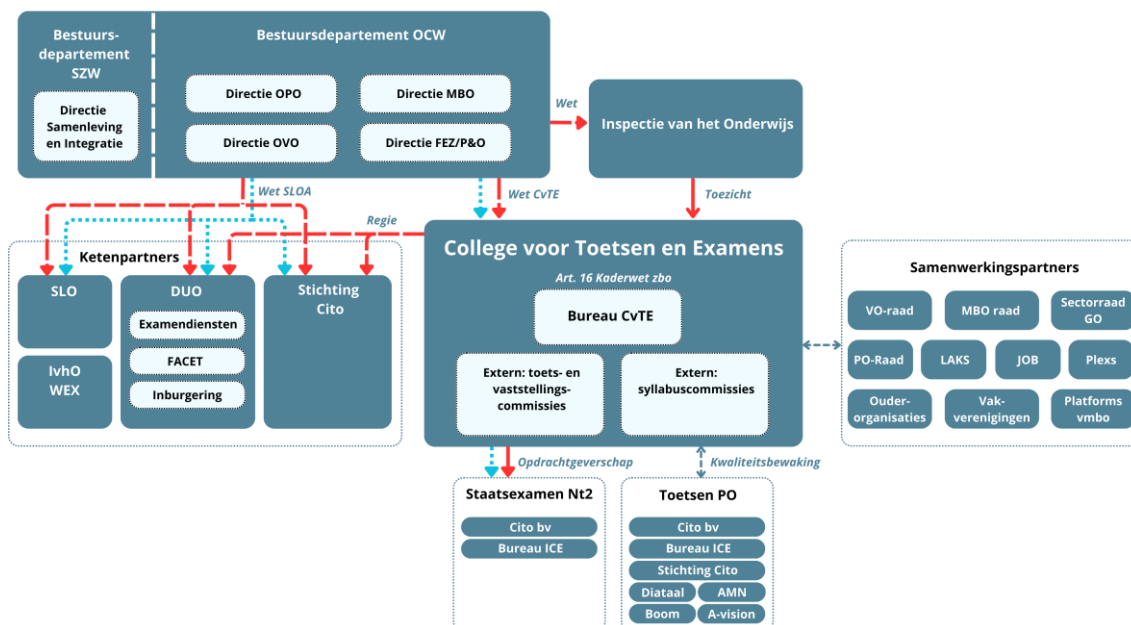 Bestuurs-
departement
SZW
Directie
Samenleving
en Integratie
Bestuursdepartement OCW
Directie OPO
Directie MBO
Directie OVO
Directie FEZ/P&O
Wet
Inspectie van het Onderwijs
Wet SLOA
Wet CvTE
Toezicht
Regie
Ketenpartners
SLO
IvhO
WEX
DUO
Examendiensten
FACET
Inburgering
Stichting
Cito
College voor Toetsen en Examens
Art. 16 Kaderwet zbo
Bureau CvTE
Extern: toets- en
vaststellings-
commissies
Extern:
syllabuscommissies
Samenwerkingspartners
VO-raad
MBO raad
Sectorraad
GO
PO-Raad
LAKS
JOB
Plexs
Ouder-
organisaties
Vak-
verenigingen
Platforms
vmbo
Opdrachtgeverschap
Kwaliteitsbewaking
Staatsexamen Nt2
Cito bv
Bureau ICE
Toetsen PO
Cito bv
Bureau ICE
Stichting Cito
Diataal
AMN
Boom
A-vision